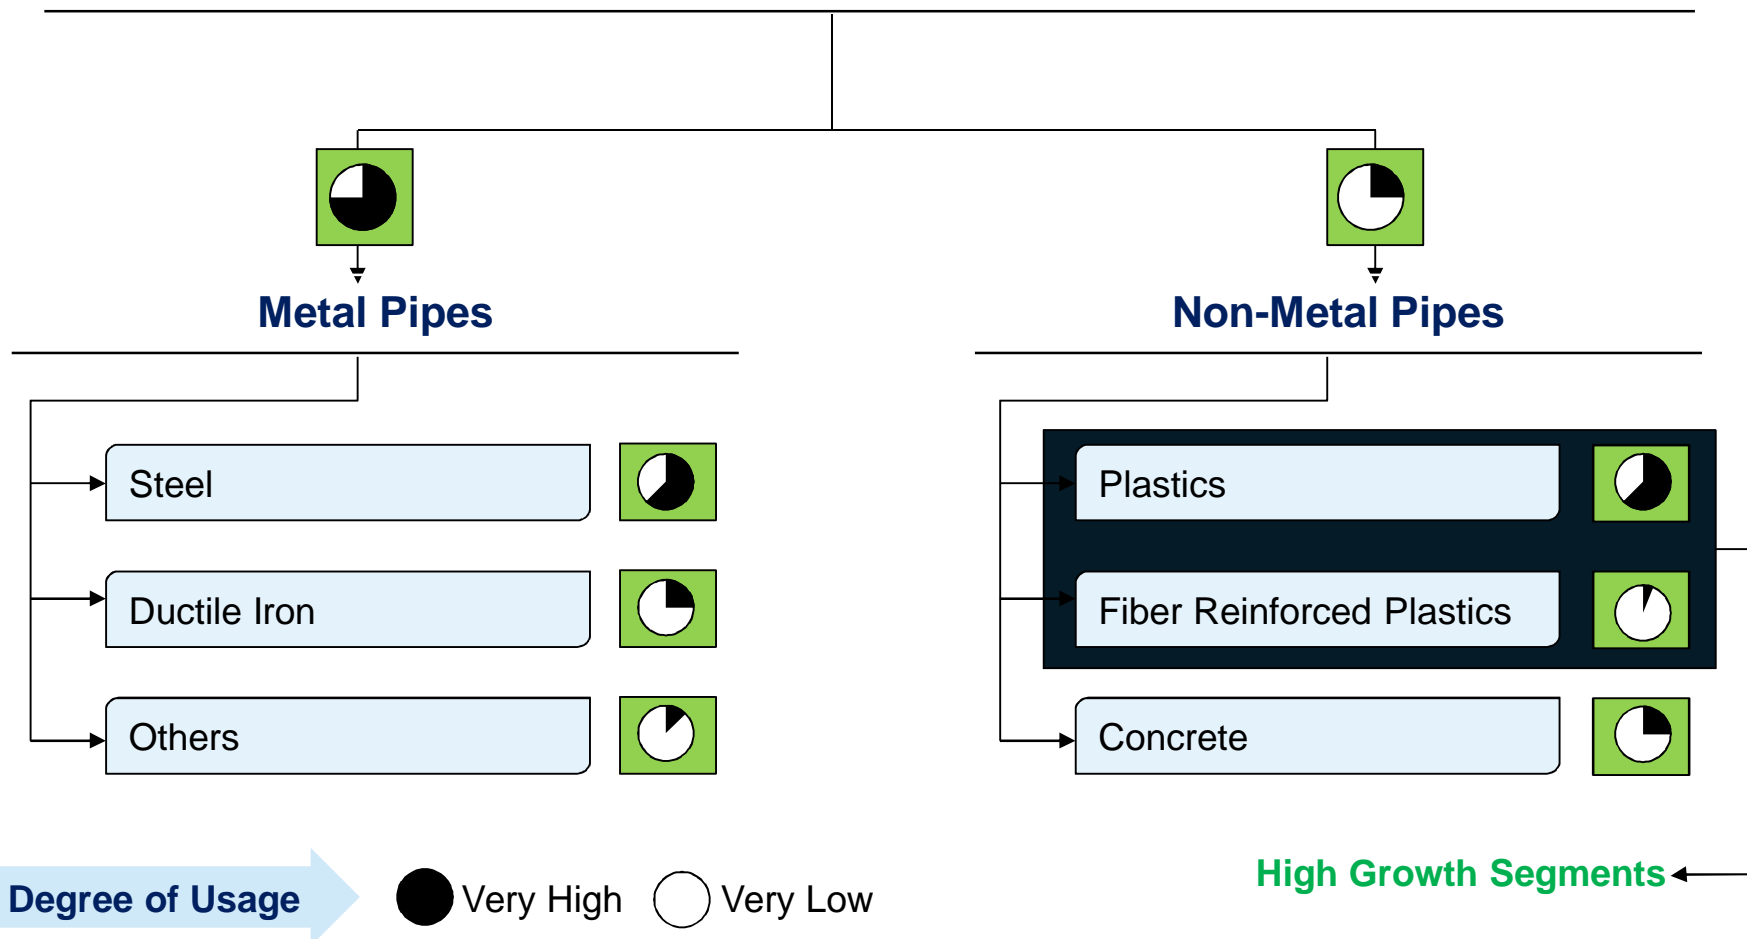 Metal Pipes
Non-Metal Pipes
Steel
Ductile Iron
Others
Plastics
Fiber Reinforced Plastics
Concrete
High Growth Segments
Degree of Usage
Very High
Very Low